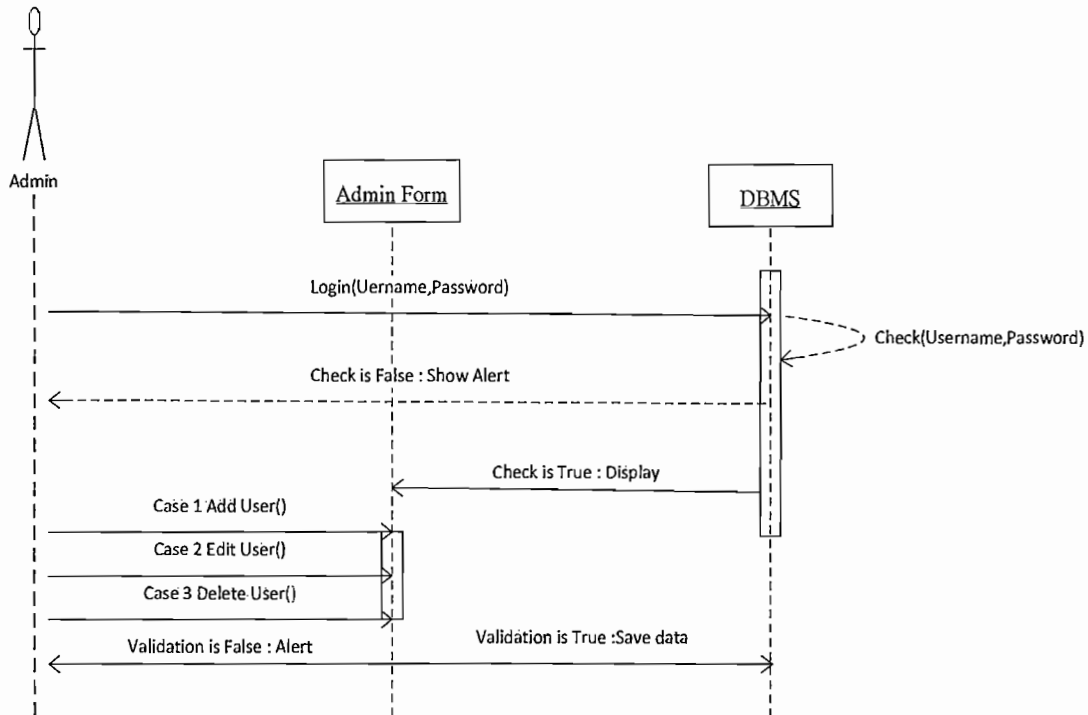 Admin
Admin Form
DBMS
Login(Uername,Password)
Check(Username,Password)
Check is False : Show Alert
Check is True : Display
Case 1 Add User()
Case 2 Edit User()
Case 3 Delete User()
Validation is False : Alert
Validation is True :Save data